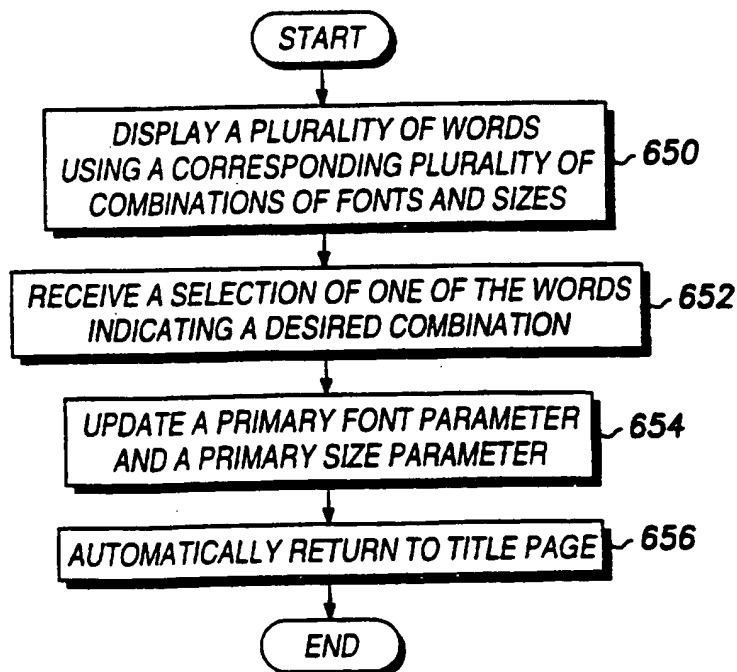 START
DISPLAY A PLURALITY OF WORDS
USING A CORRESPONDING PLURALITY OF
COMBINATIONS OF FONTS AND SIZES
650
RECEIVE A SELECTION OF ONE OF THE WORDS
INDICATING A DESIRED COMBINATION
652
UPDATE A PRIMARY FONT PARAMETER
AND A PRIMARY SIZE PARAMETER
654
AUTOMATICALLY RETURN TO TITLE PAGE
656
END